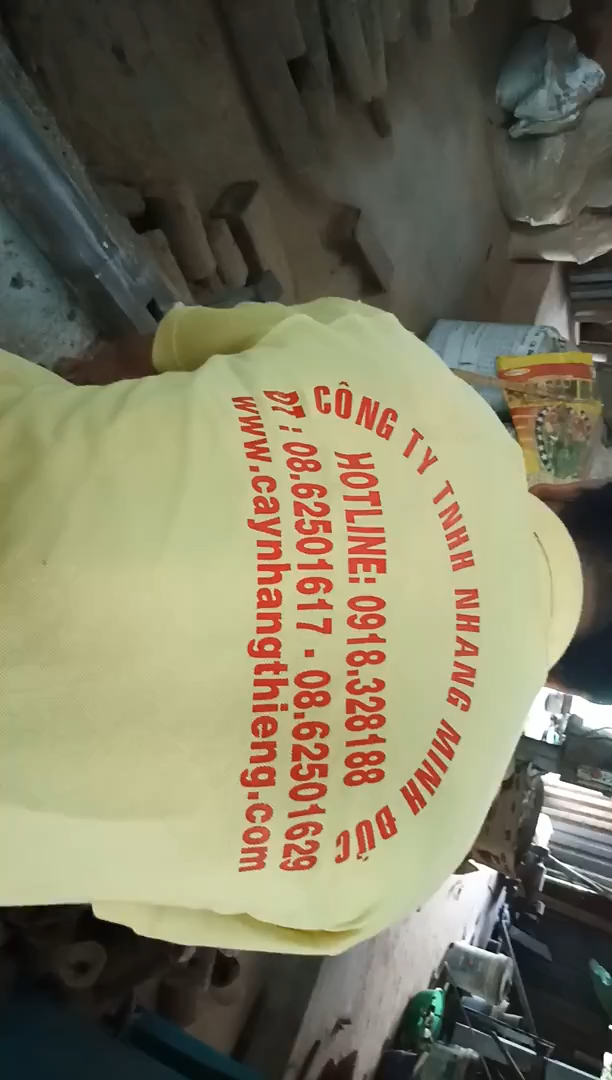 CÔNG TY TNHH NHANG MINH ĐỨC
HOTLINE: 0918.328188
ĐT : 08.62501617 - 08.62501629
www.caynhangthieng.com